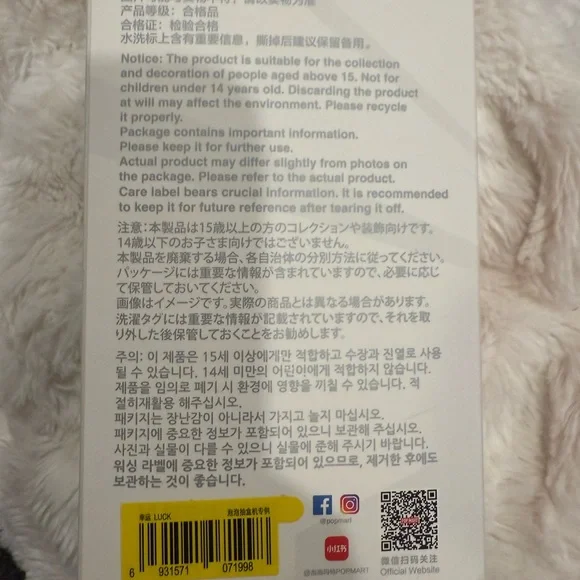 产品等级：合格品
合格证：检验合格
水洗标上含有重要信息，撕掉后建议保留备用。
Notice: The product is suitable for the collection
and decoration of people aged above 15. Not for
children under 14 years old. Discarding the product
at will may affect the environment. Please recycle
it properly.
Package contains important information.
Please keep it for further use.
Actual product may differ slightly from photos on
the package. Please refer to the actual product.
Care label bears crucial information. It is recommended
to keep it for future reference after tearing it off.
注意：本製品は15歳以上の方のコレクションや装飾向けです。
14歳以下のお子さま向けではございません。
本製品を廃棄する場合、各自治体の分別方法に従ってください。
パッケージには重要な情報が含まれていますので、必要に応じ
て保管しておいてください。
画像はイメージです。実際の商品とは異なる場合があります。
洗濯タグには重要な情報が記載されていますので、それを取
り外した後保管しておくことをお勧めします。
주의: 이 제품은 15세 이상에게만 적합하고 수장과 진열로 사용
될 수 있습니다. 14세 미만의 어린이에게 적합하지 않습니다.
제품을 임의로 폐기 시 환경에 영향을 끼칠 수 있습니다. 적
절히재활용 해주십시오.
패키지는 장난감이 아니라서 가지고 놀지 마십시오.
패키지에 중요한 정보가 포함되어 있으니 보관해 주십시오.
사진과 실물이 다를 수 있으니 실물에 준해 주시기 바랍니다.
워싱 라벨에 중요한 정보가 포함되어 있으므로, 제거한 후에도
보관하는 것이 좋습니다.
幸运 LUCK 泡泡抽盒机专供
6 931571 071998
@popmart
小红书
POPMART
微信扫码关注
Official Website